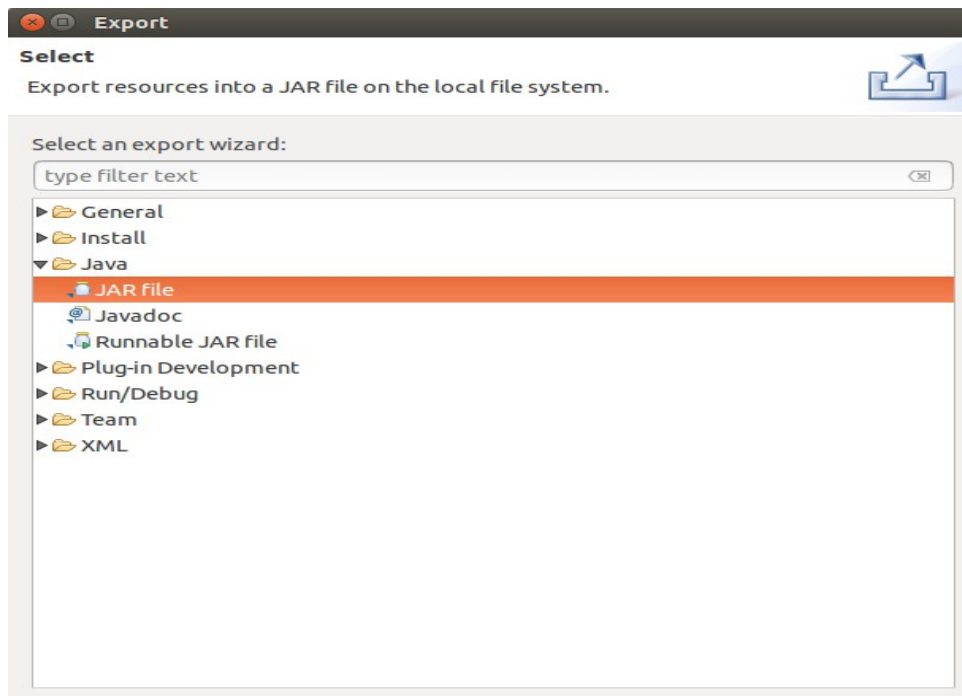 Export
Select
Export resources into a JAR file on the local file system.
Select an export wizard:
type filter text
General
Install
Java
JAR file
Javadoc
Runnable JAR file
Plug-in Development
Run/Debug
Team
XML